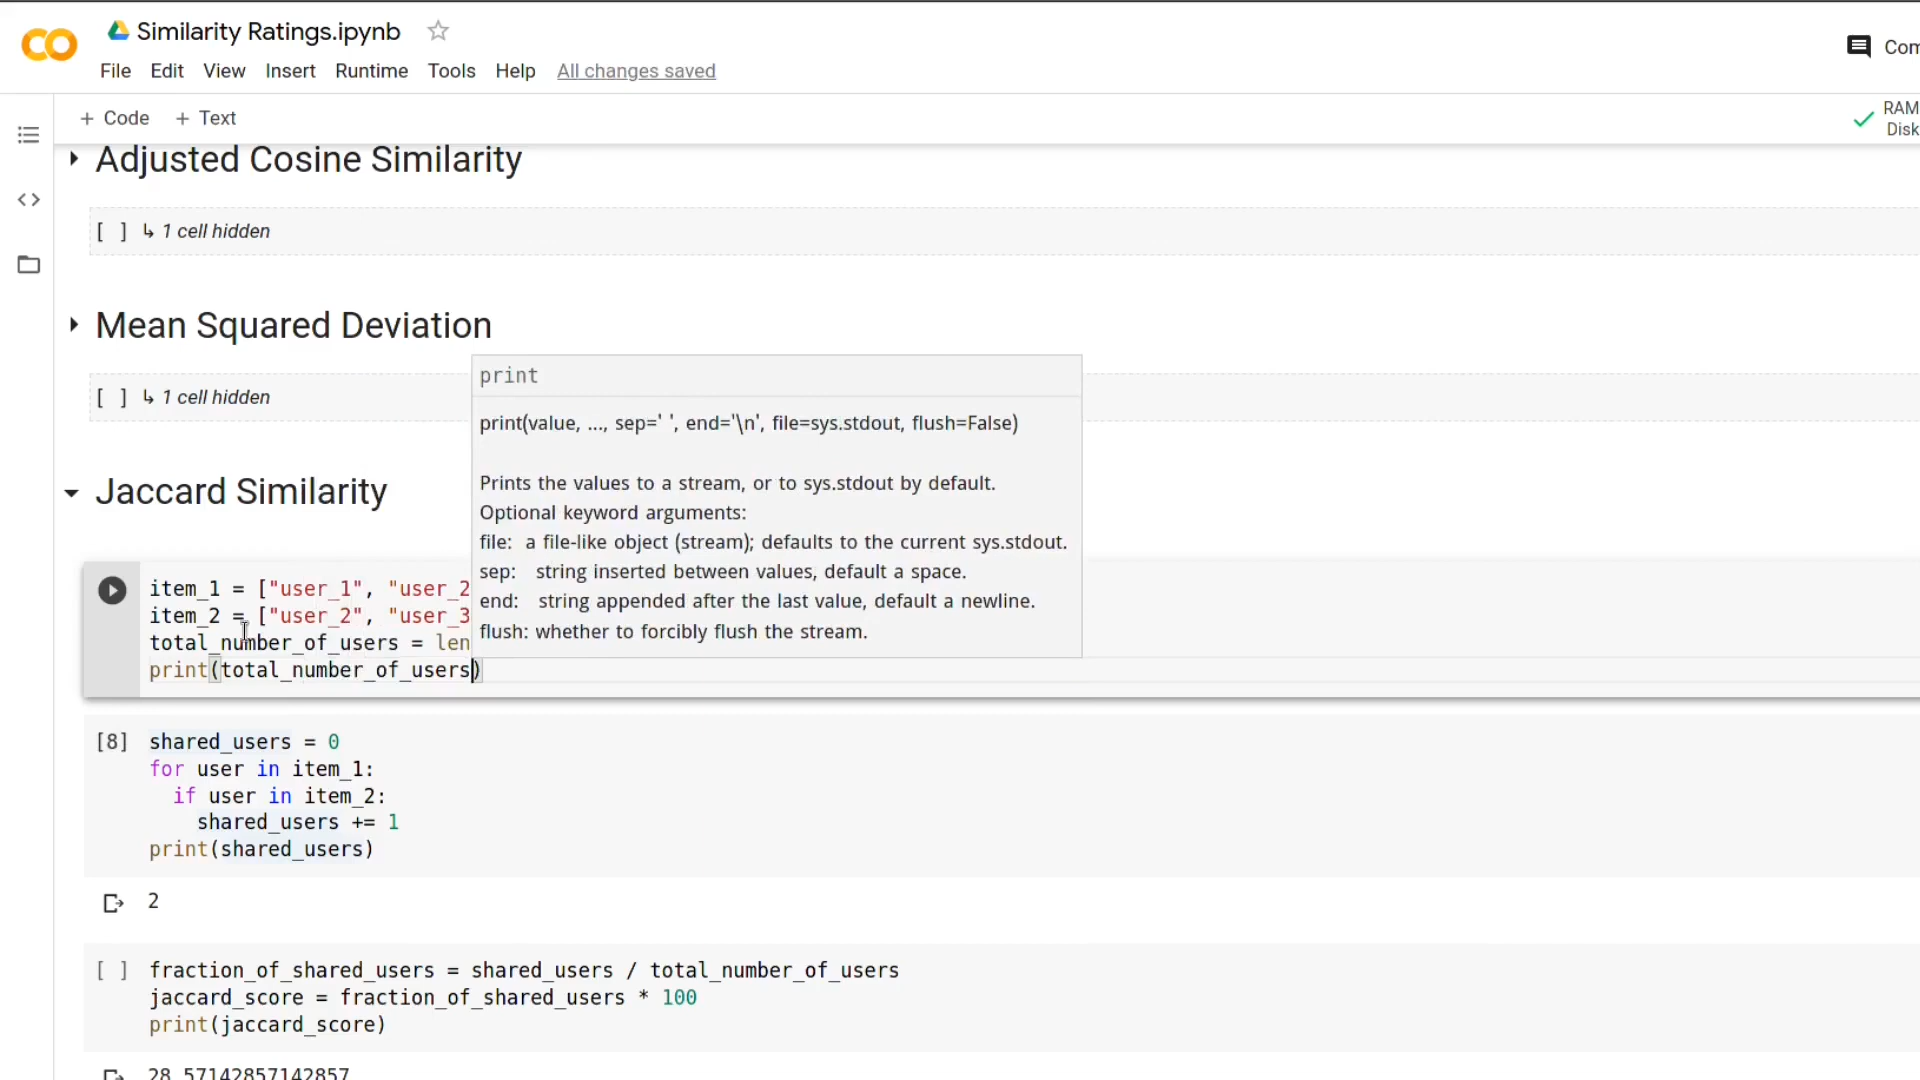 Similarity Ratings.ipynb
File Edit View Insert Runtime Tools Help All changes saved
Com
+ Code + Text
RAM
Disk
Adjusted Cosine Similarity
[ ] ↳ 1 cell hidden
Mean Squared Deviation
[ ] ↳ 1 cell hidden
print
print(value, ..., sep=' ', end='\n', file=sys.stdout, flush=False)
Prints the values to a stream, or to sys.stdout by default.
Optional keyword arguments:
file: a file-like object (stream); defaults to the current sys.stdout.
sep: string inserted between values, default a space.
end: string appended after the last value, default a newline.
flush: whether to forcibly flush the stream.
Jaccard Similarity
item_1 = ["user_1", "user_2
item_2 = ["user_2", "user_3
total_number_of_users = len
print(total_number_of_users)
[8] shared_users = 0
for user in item_1:
if user in item_2:
shared_users += 1
print(shared_users)
2
[ ] fraction_of_shared_users = shared_users / total_number_of_users
jaccard_score = fraction_of_shared_users * 100
print(jaccard_score)
28.57142857142857